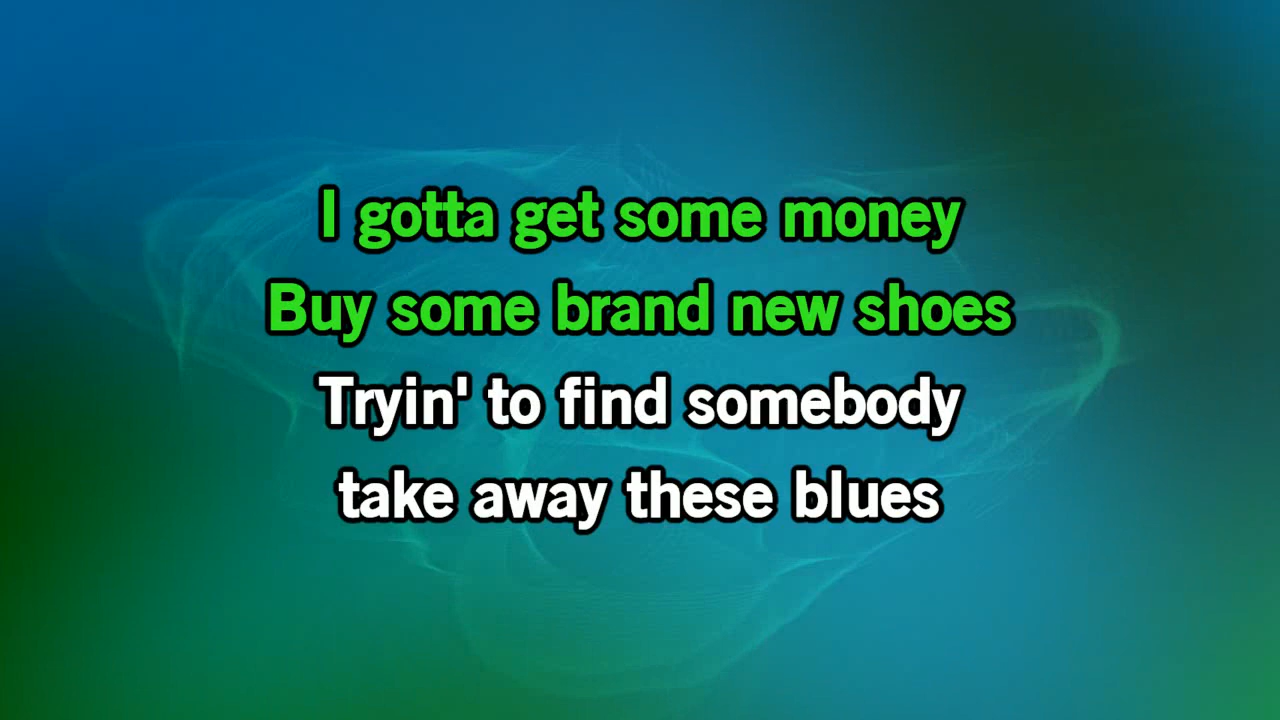 I gotta get some money
Buy some brand new shoes
Tryin' to find somebody
take away these blues